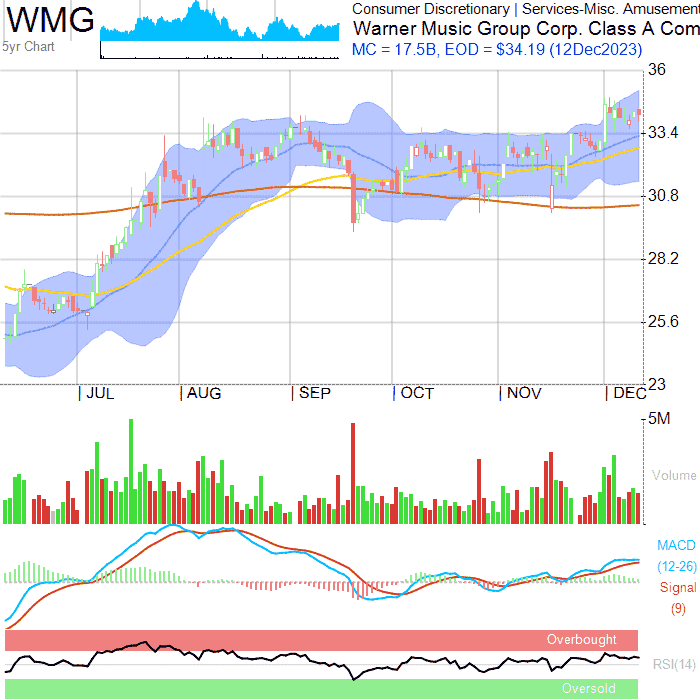 WMG
5yr Chart
Consumer Discretionary | Services-Misc. Amusement
Warner Music Group Corp. Class A Com
MC = 17.5B, EOD = $34.19 (12Dec2023)
36
33.4
30.8
28.2
25.6
23
JUL
AUG
SEP
OCT
NOV
DEC
5M
Volume
MACD
(12-26)
Signal
(9)
Overbought
RSI(14)
Oversold